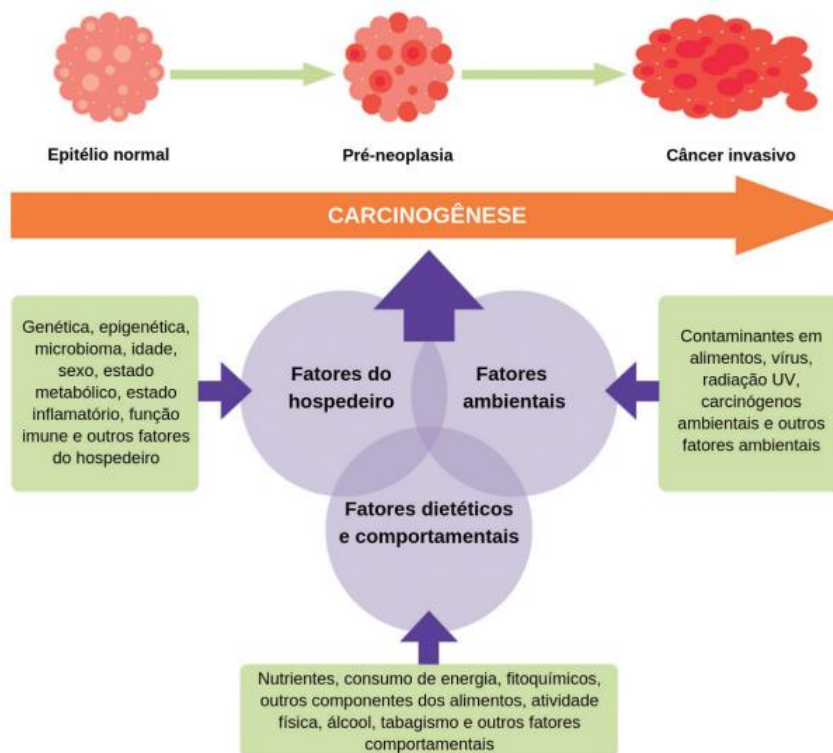 Epitélio normal
Pré-neoplasia
Câncer invasivo
CARCINOGÊNESE
Genética, epigenética,
microbioma, idade,
sexo, estado
metabólico, estado
inflamatório, função
imune e outros fatores
do hospedeiro
Fatores do
hospedeiro
Fatores
ambientais
Contaminantes em
alimentos, vírus,
radiação UV,
carcinógenos
ambientais e outros
fatores ambientais
Fatores dietéticos
e comportamentais
Nutrientes, consumo de energia, fitoquímicos,
outros componentes dos alimentos, atividade
física, álcool, tabagismo e outros fatores
comportamentais